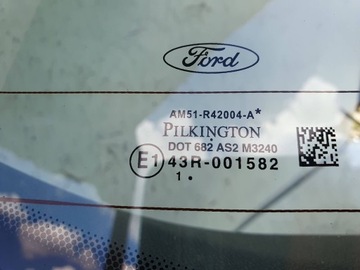 Ford
AM51-R42004-A*
PILKINGTON
DOT 682 AS2 M3240
E1 43R-001582
1 •